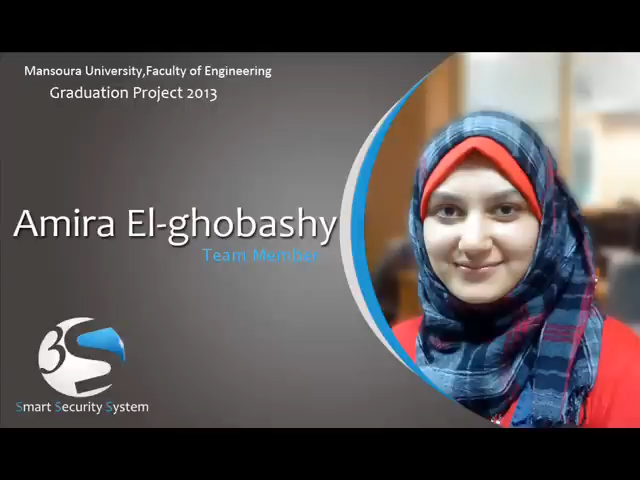 Mansoura University,Faculty of Engineering
Graduation Project 2013
Amira El-ghobashy
Team Member
3S
Smart Security System